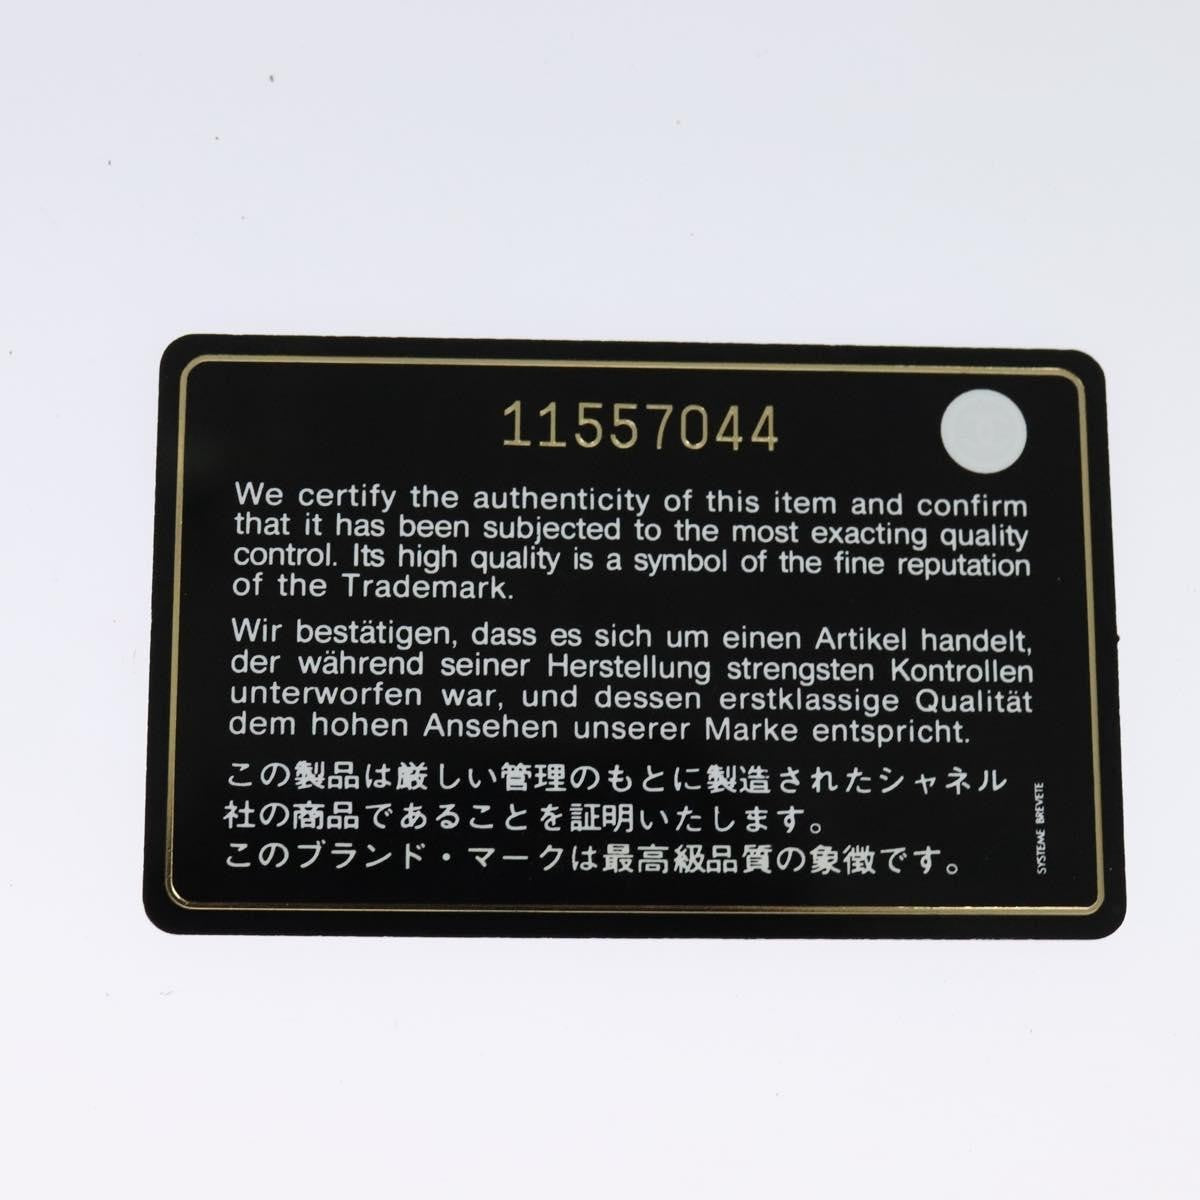 11557044
We certify the authenticity of this item and confirm
that it has been subjected to the most exacting quality
control. Its high quality is a symbol of the fine reputation
of the Trademark.
Wir bestätigen, dass es sich um einen Artikel handelt,
der während seiner Herstellung strengsten Kontrollen
unterworfen war, und dessen erstklassige Qualität
dem hohen Ansehen unserer Marke entspricht.
この製品は厳しい管理のもとに製造されたシャネル
社の商品であることを証明いたします。
このブランド・マークは最高級品質の象徴です。
SYSTEME BREVETE